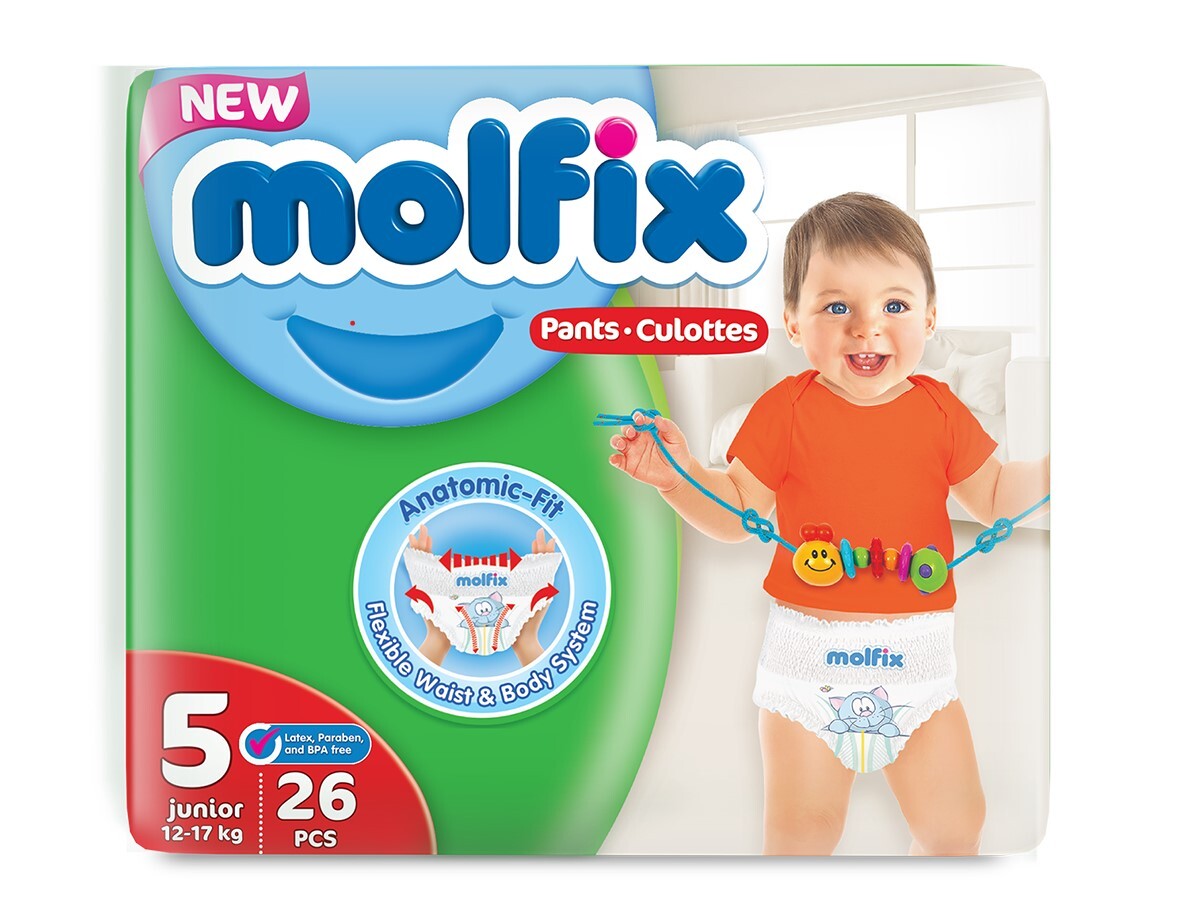 NEW
molfix
Pants • Culottes
Anatomic-Fit
molfix
Flexible Waist & Body System
molfix
5
junior
12-17 kg
Latex, Paraben,
and BPA free
26
PCS